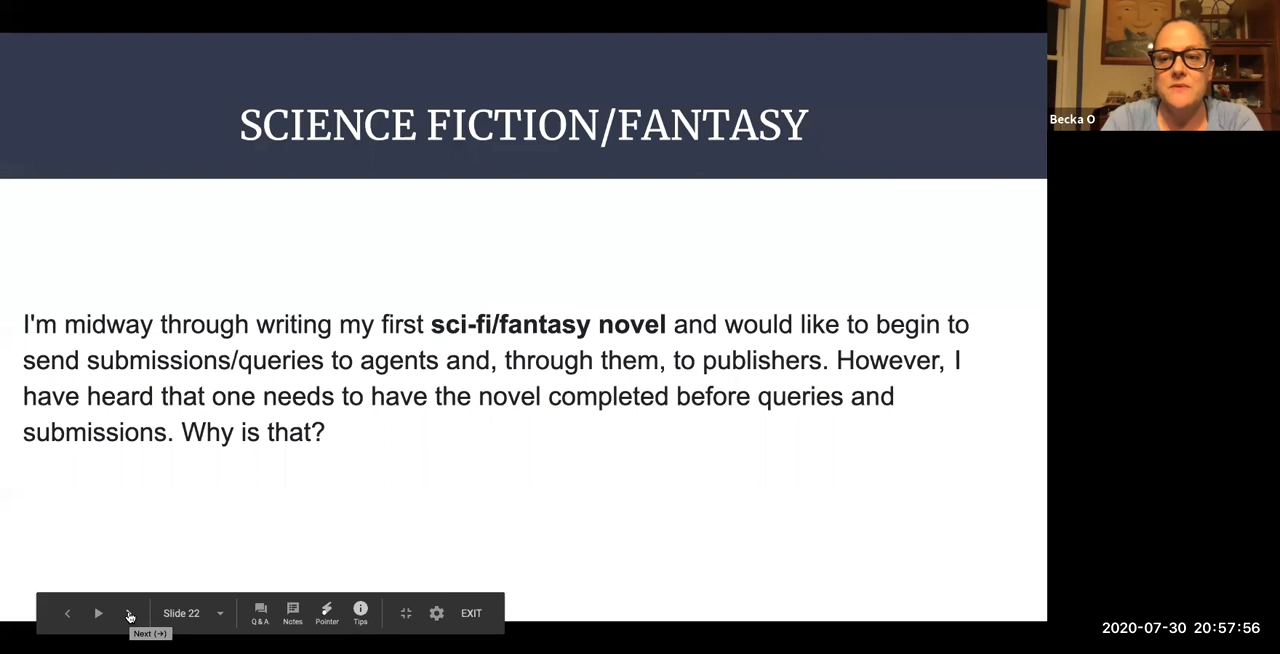 SCIENCE FICTION/FANTASY
Becka O
I'm midway through writing my first sci-fi/fantasy novel and would like to begin to
send submissions/queries to agents and, through them, to publishers. However, I
have heard that one needs to have the novel completed before queries and
submissions. Why is that?
Slide 22
Q & A
Notes
Pointer
Tips
EXIT
Next (→)
2020-07-30 20:57:56